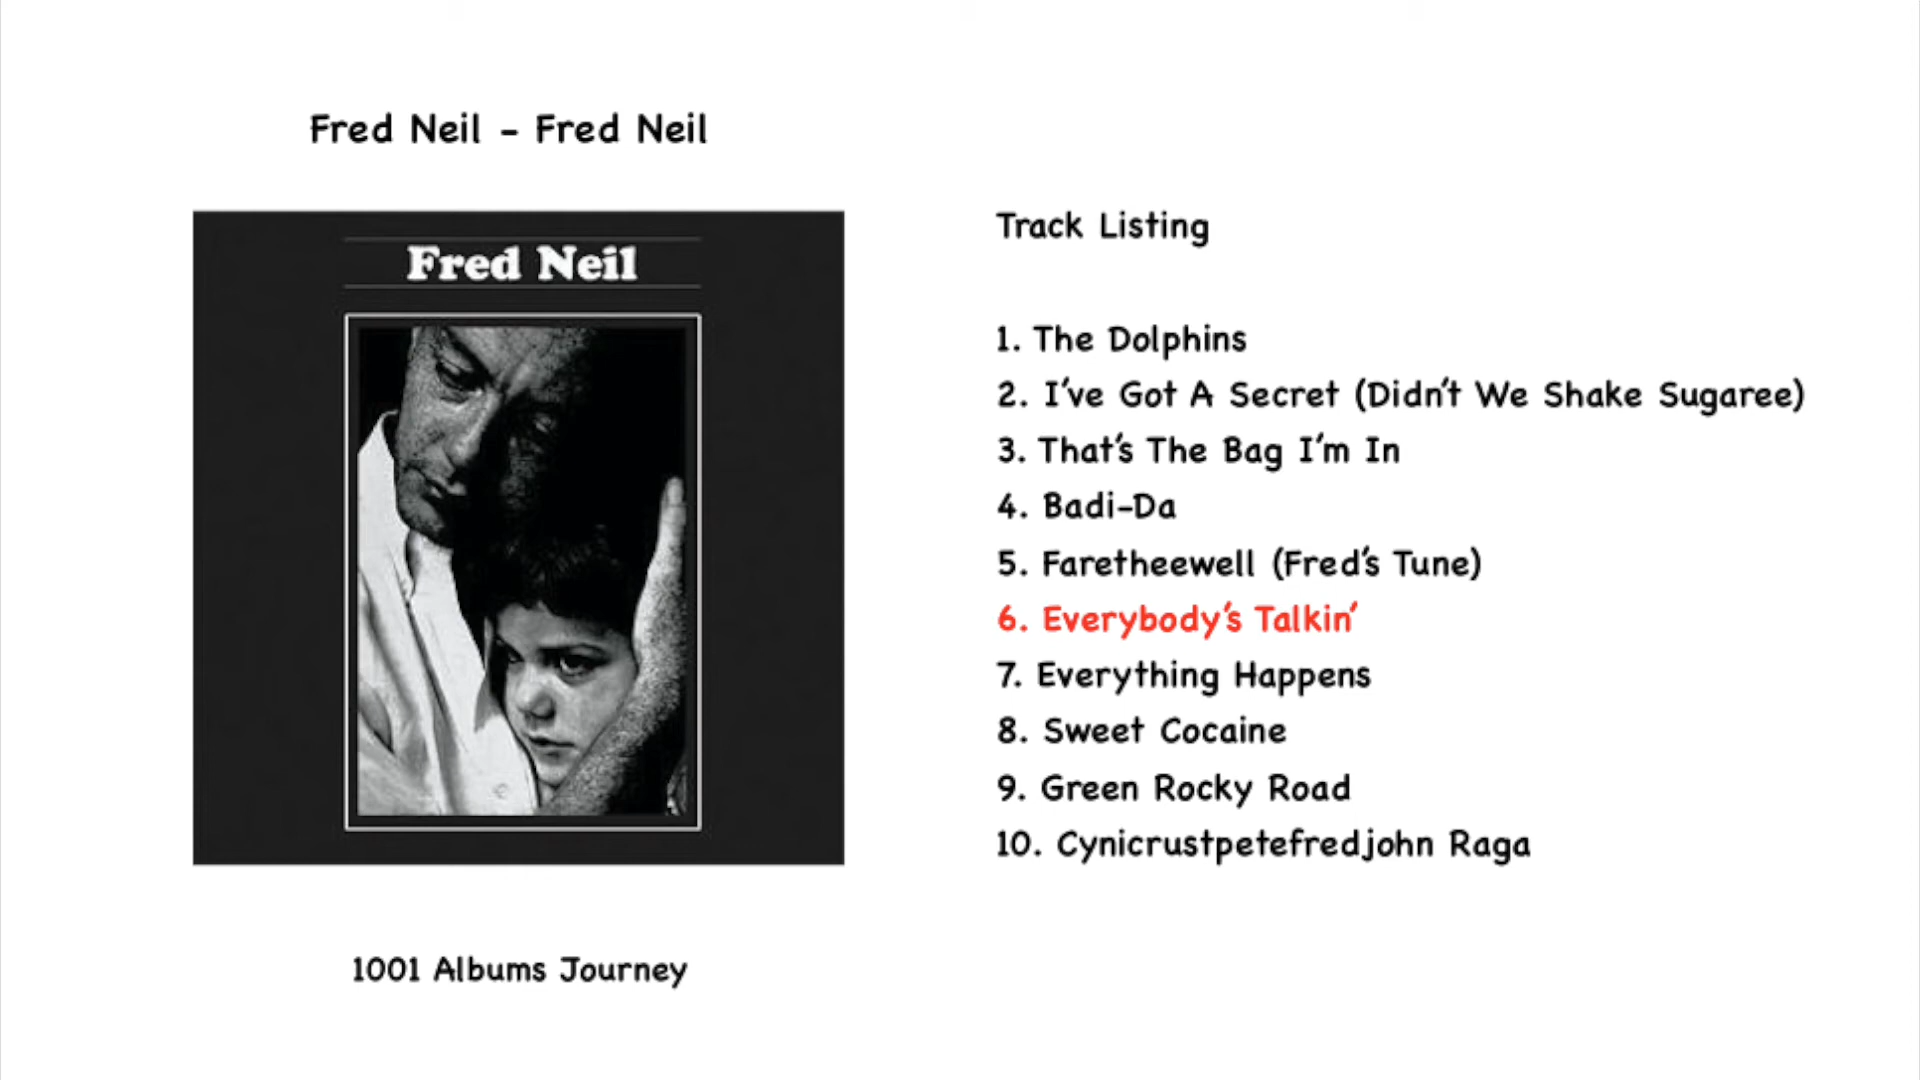 Fred Neil - Fred Neil
Fred Neil
1001 Albums Journey
Track Listing
1. The Dolphins
2. I've Got A Secret (Didn't We Shake Sugaree)
3. That's The Bag I'm In
4. Badi-Da
5. Faretheewell (Fred's Tune)
6. Everybody's Talkin'
7. Everything Happens
8. Sweet Cocaine
9. Green Rocky Road
10. Cynicrustpetefredjohn Raga